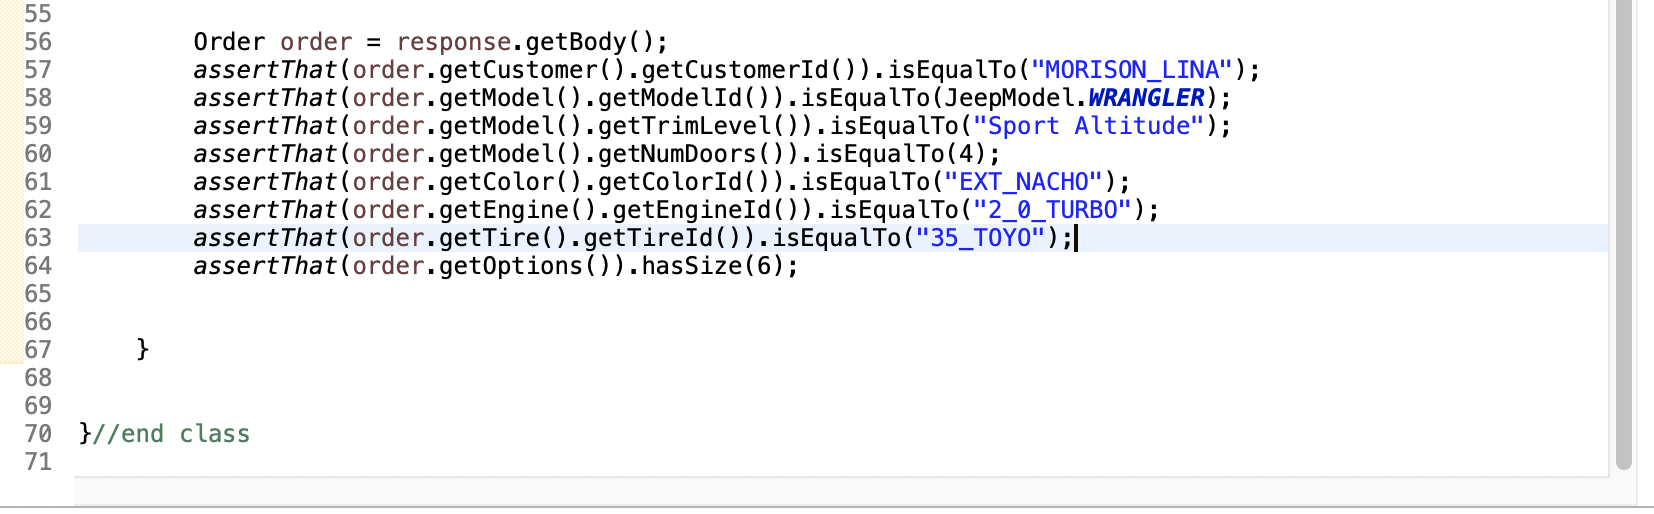 55
56 Order order = response.getBody();
57 assertThat(order.getCustomer().getCustomerId()).isEqualTo("MORISON_LINA");
58 assertThat(order.getModel().getModelId()).isEqualTo(JeepModel.WRANGLER);
59 assertThat(order.getModel().getTrimLevel()).isEqualTo("Sport Altitude");
60 assertThat(order.getModel().getNumDoors()).isEqualTo(4);
61 assertThat(order.getColor().getColorId()).isEqualTo("EXT_NACHO");
62 assertThat(order.getEngine().getEngineId()).isEqualTo("2_0_TURBO");
63 assertThat(order.getTire().getTireId()).isEqualTo("35_TOYO");
64 assertThat(order.getOptions()).hasSize(6);
65
66
67 }
68
69
70 }//end class
71